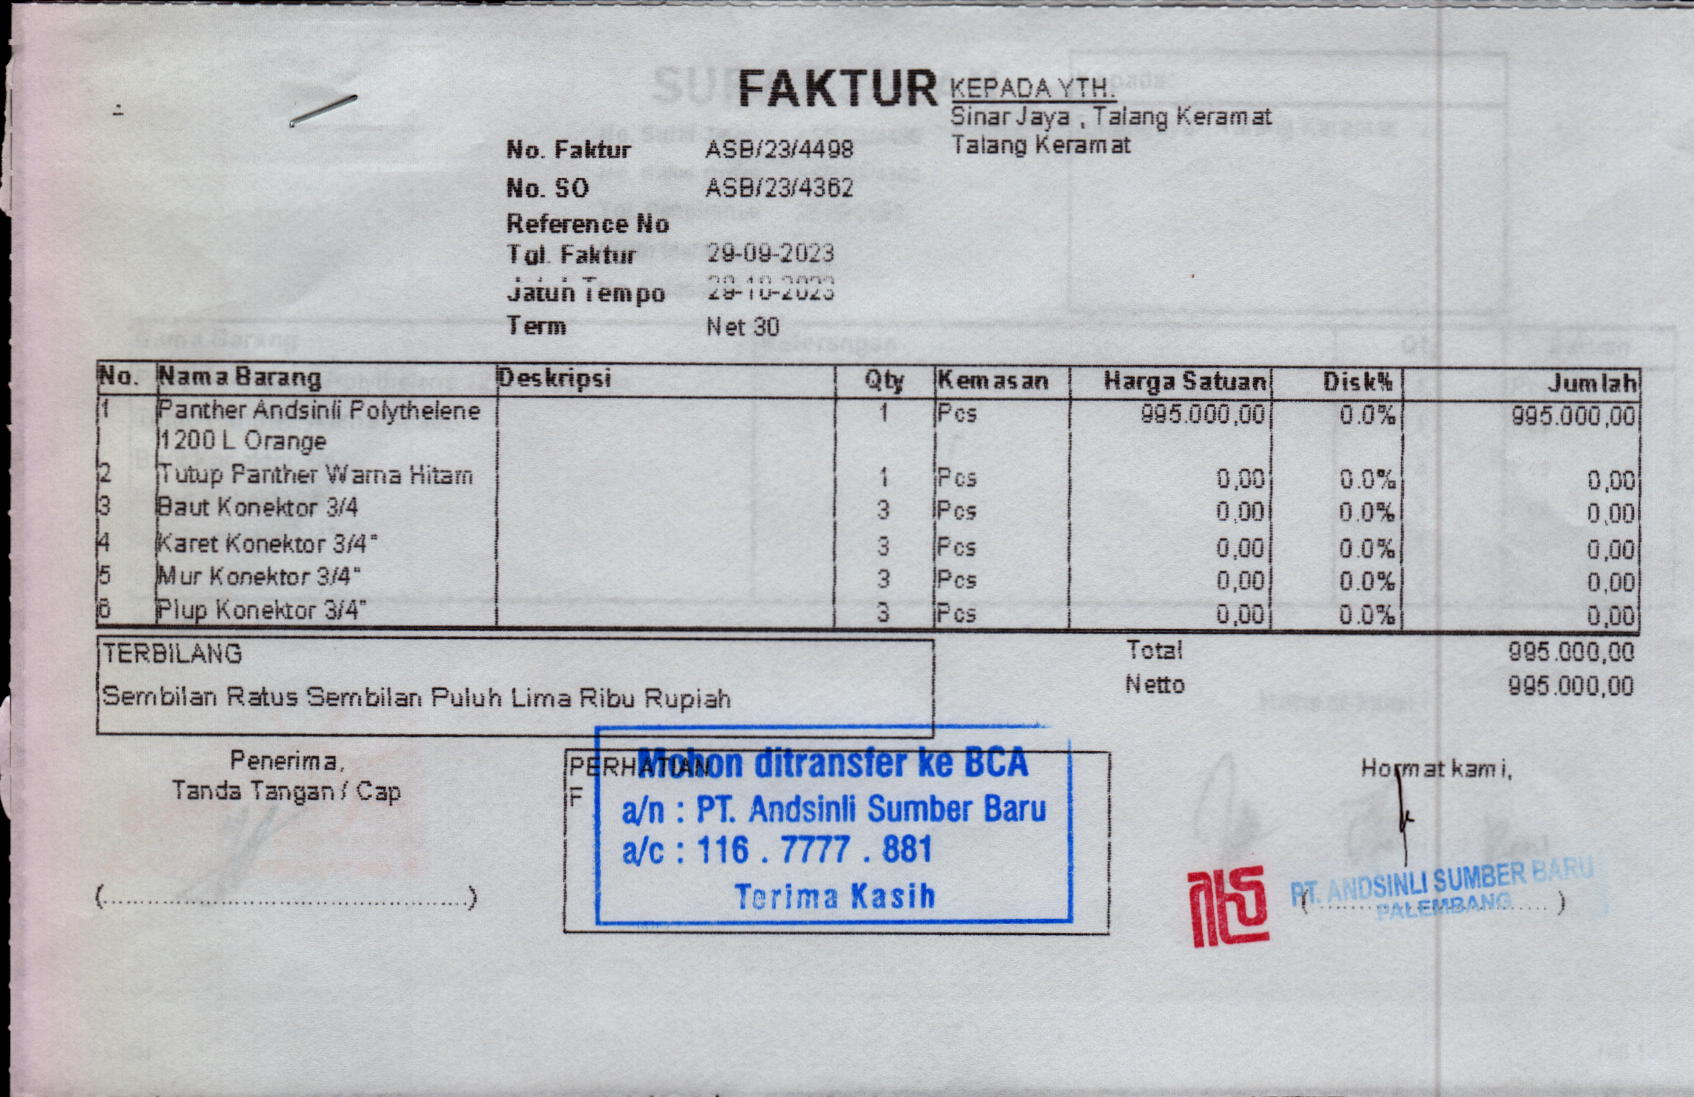 FAKTUR
KEPADA YTH.
Sinar Jaya , Talang Keramat
Talang Keramat
No. Faktur ASB/23/4498
No. SO ASB/23/4362
Reference No
Tgl. Faktur 29-09-2023
Jatuh Tempo 29-10-2023
Term Net 30
No. Nama Barang Deskripsi Qty Kemasan Harga Satuan Disk% Jumlah
1 Panther Andsinli Polythelene 1 Pcs 995.000,00 0.0% 995.000,00
1200 L Orange
2 Tutup Panther Warna Hitam 1 Pcs 0,00 0.0% 0,00
3 Baut Konektor 3/4 3 Pcs 0,00 0.0% 0,00
4 Karet Konektor 3/4" 3 Pcs 0,00 0.0% 0,00
5 Mur Konektor 3/4" 3 Pcs 0,00 0.0% 0,00
6 Plup Konektor 3/4" 3 Pcs 0,00 0.0% 0,00
TERBILANG
Sembilan Ratus Sembilan Puluh Lima Ribu Rupiah
Total 995.000,00
Netto 995.000,00
Penerima,
Tanda Tangan / Cap
(................................................)
PERHATIAN
F
Mohon ditransfer ke BCA
a/n : PT. Andsinli Sumber Baru
a/c : 116 . 7777 . 881
Terima Kasih
Hormat kami,
PT. ANDSINLI SUMBER BARU
PALEMBANG